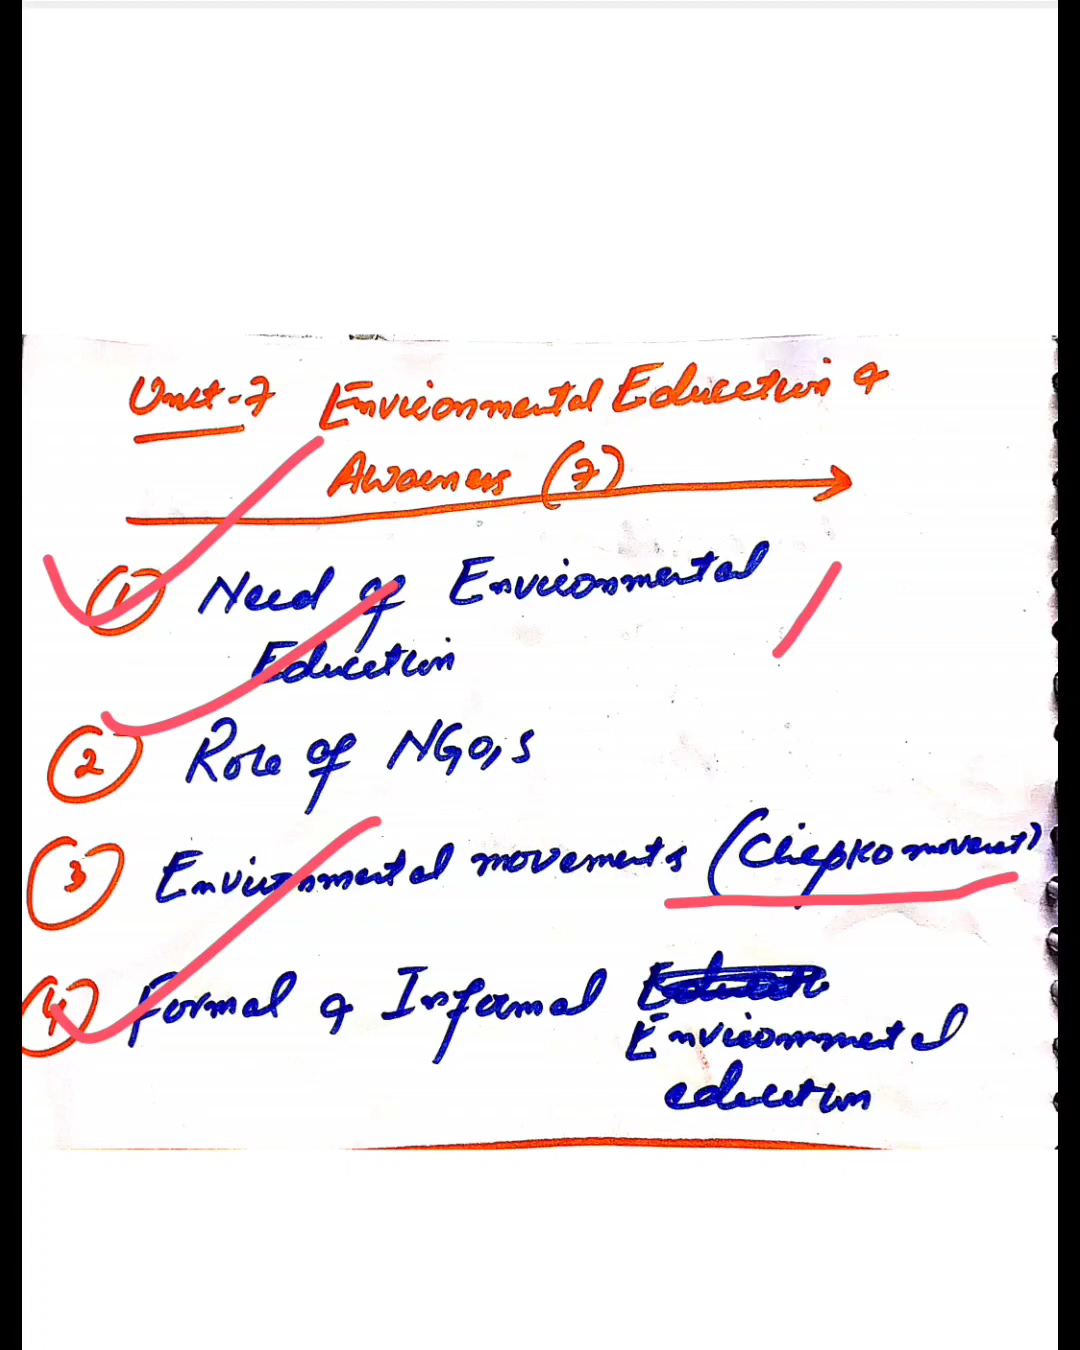 Unit-7 Environmental Education &
Awarness (7)
① Need of Environmental
Education
② Role of NGO,s
③ Environmental movements (Chipko movement)
④ Formal & Informal
Environmental
education